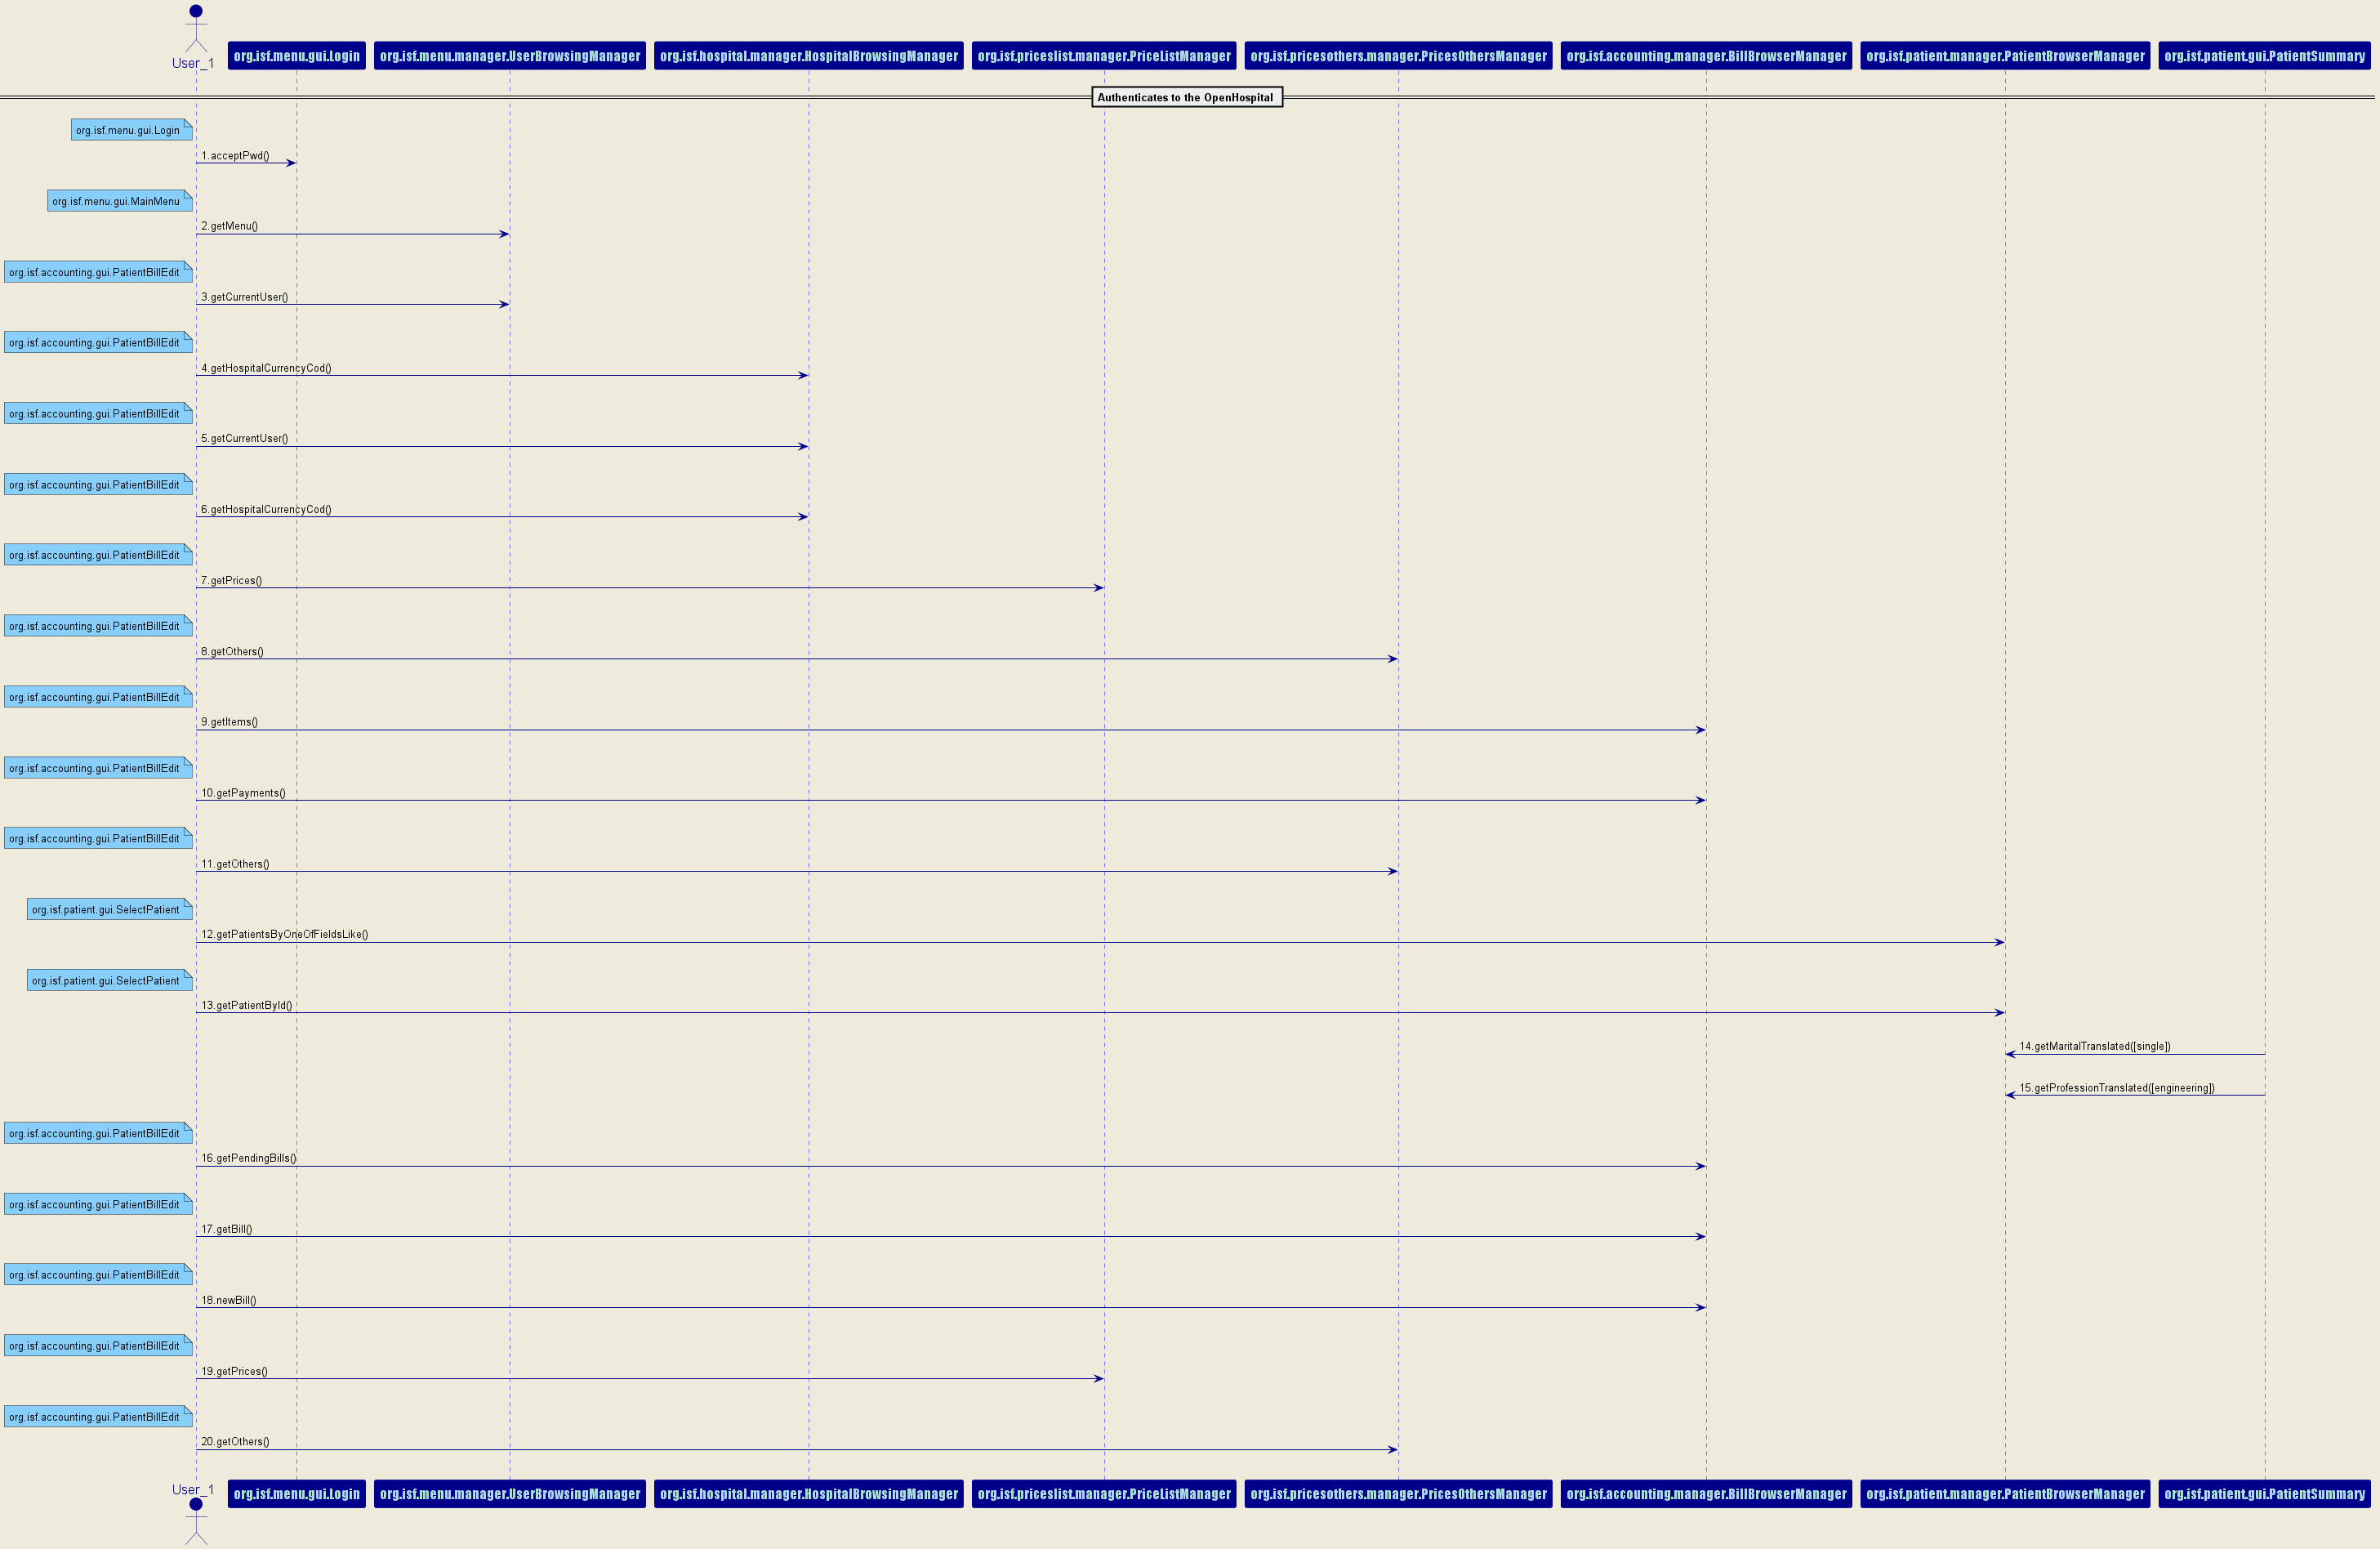 User_1
org.isf.menu.gui.Login
org.isf.menu.manager.UserBrowsingManager
org.isf.hospital.manager.HospitalBrowsingManager
org.isf.priceslist.manager.PriceListManager
org.isf.pricesothers.manager.PricesOthersManager
org.isf.accounting.manager.BillBrowserManager
org.isf.patient.manager.PatientBrowserManager
org.isf.patient.gui.PatientSummary
Authenticates to the OpenHospital
org.isf.menu.gui.Login
1.acceptPwd()
org.isf.menu.gui.MainMenu
2.getMenu()
org.isf.accounting.gui.PatientBillEdit
3.getCurrentUser()
org.isf.accounting.gui.PatientBillEdit
4.getHospitalCurrencyCod()
org.isf.accounting.gui.PatientBillEdit
5.getCurrentUser()
org.isf.accounting.gui.PatientBillEdit
6.getHospitalCurrencyCod()
org.isf.accounting.gui.PatientBillEdit
7.getPrices()
org.isf.accounting.gui.PatientBillEdit
8.getOthers()
org.isf.accounting.gui.PatientBillEdit
9.getItems()
org.isf.accounting.gui.PatientBillEdit
10.getPayments()
org.isf.accounting.gui.PatientBillEdit
11.getOthers()
org.isf.patient.gui.SelectPatient
12.getPatientsByOneOfFieldsLike()
org.isf.patient.gui.SelectPatient
13.getPatientById()
14.getMaritalTranslated([single])
15.getProfessionTranslated([engineering])
org.isf.accounting.gui.PatientBillEdit
16.getPendingBills()
org.isf.accounting.gui.PatientBillEdit
17.getBill()
org.isf.accounting.gui.PatientBillEdit
18.newBill()
org.isf.accounting.gui.PatientBillEdit
19.getPrices()
org.isf.accounting.gui.PatientBillEdit
20.getOthers()
User_1
org.isf.menu.gui.Login
org.isf.menu.manager.UserBrowsingManager
org.isf.hospital.manager.HospitalBrowsingManager
org.isf.priceslist.manager.PriceListManager
org.isf.pricesothers.manager.PricesOthersManager
org.isf.accounting.manager.BillBrowserManager
org.isf.patient.manager.PatientBrowserManager
org.isf.patient.gui.PatientSummary